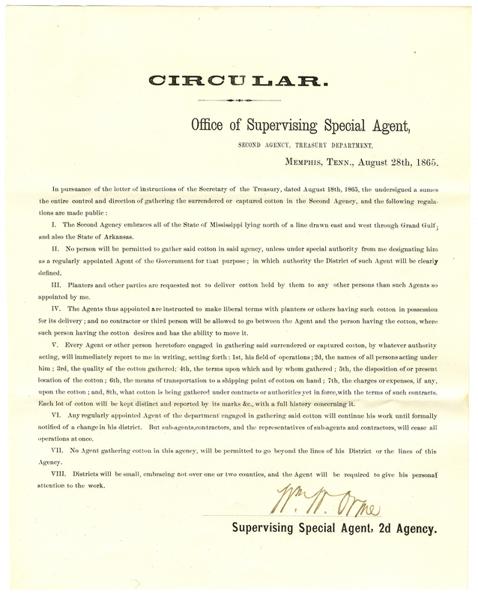 CIRCULAR.
Office of Supervising Special Agent,
SECOND AGENCY, TREASURY DEPARTMENT,
MEMPHIS, TENN., August 28th, 1865.
In pursuance of the letter of instructions of the Secretary of the Treasury, dated August 18th, 1865, the undersigned a sumes
the entire control and direction of gathering the surrendered or captured cotton in the Second Agency, and the following regula-
tions are made public :
I. The Second Agency embraces all of the State of Mississippi lying north of a line drawn east and west through Grand Gulf;
and also the State of Arkansas.
II. No person will be permitted to gather said cotton in said agency, unless under special authority from me designating him
as a regularly appointed Agent of the Government for that purpose ; in which authority the District of such Agent will be clearly
defined.
III. Planters and other parties are requested not to deliver cotton held by them to any other persons than such Agents so
appointed by me.
IV. The Agents thus appointed are instructed to make liberal terms with planters or others having such cotton in possession
for its delivery ; and no contractor or third person will be allowed to go between the Agent and the person having the cotton, where
such person having the cotton desires and has the ability to move it.
V. Every Agent or other person heretofore engaged in gathering said surrendered or captured cotton, by whatever authority
acting, will immediately report to me in writing, setting forth : 1st, his field of operations ; 2d, the names of all persons acting under
him ; 3rd, the quality of the cotton gathered; 4th, the terms upon which and by whom gathered ; 5th, the disposition of or present
location of the cotton ; 6th, the means of transportation to a shipping point of cotton on hand ; 7th, the charges or expenses, if any,
upon the cotton ; and, 8th, what cotton is being gathered under contracts or authorities yet in force, with the terms of such contracts.
Each lot of cotton will be kept distinct and reported by its marks &c., with a full history concerning it.
VI. Any regularly appointed Agent of the department engaged in gathering said cotton will continue his work until formally
notified of a change in his district. But sub-agents, contractors, and the representatives of sub-agents and contractors, will cease all
operations at once.
VII. No Agent gathering cotton in this agency, will be permitted to go beyond the lines of his District or the lines of this
Agency.
VIII. Districts will be small, embracing not over one or two counties, and the Agent will be required to give his personal
attention to the work.
Wm. W. Orme
Supervising Special Agent, 2d Agency.